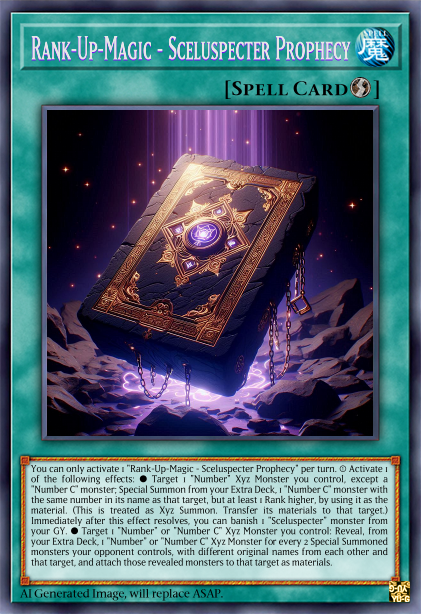 Rank-Up-Magic - Sceluspecter Prophecy
SPELL
魔
[Spell Card]
You can only activate 1 "Rank-Up-Magic - Sceluspecter Prophecy" per turn. ① Activate 1
of the following effects: ● Target 1 "Number" Xyz Monster you control, except a
"Number C" monster; Special Summon from your Extra Deck, 1 "Number C" monster with
the same number in its name as that target, but at least 1 Rank higher, by using it as the
material. (This is treated as Xyz Summon. Transfer its materials to that target.)
Immediately after this effect resolves, you can banish 1 "Sceluspecter" monster from
your GY. ● Target 1 "Number" or "Number C" Xyz Monster you control: Reveal, from
your Extra Deck, 1 "Number" or "Number C" Xyz Monster for every 2 Special Summoned
monsters your opponent controls, with different original names from each other and
that target, and attach those revealed monsters to that target as materials.
AI Generated Image, will replace ASAP.